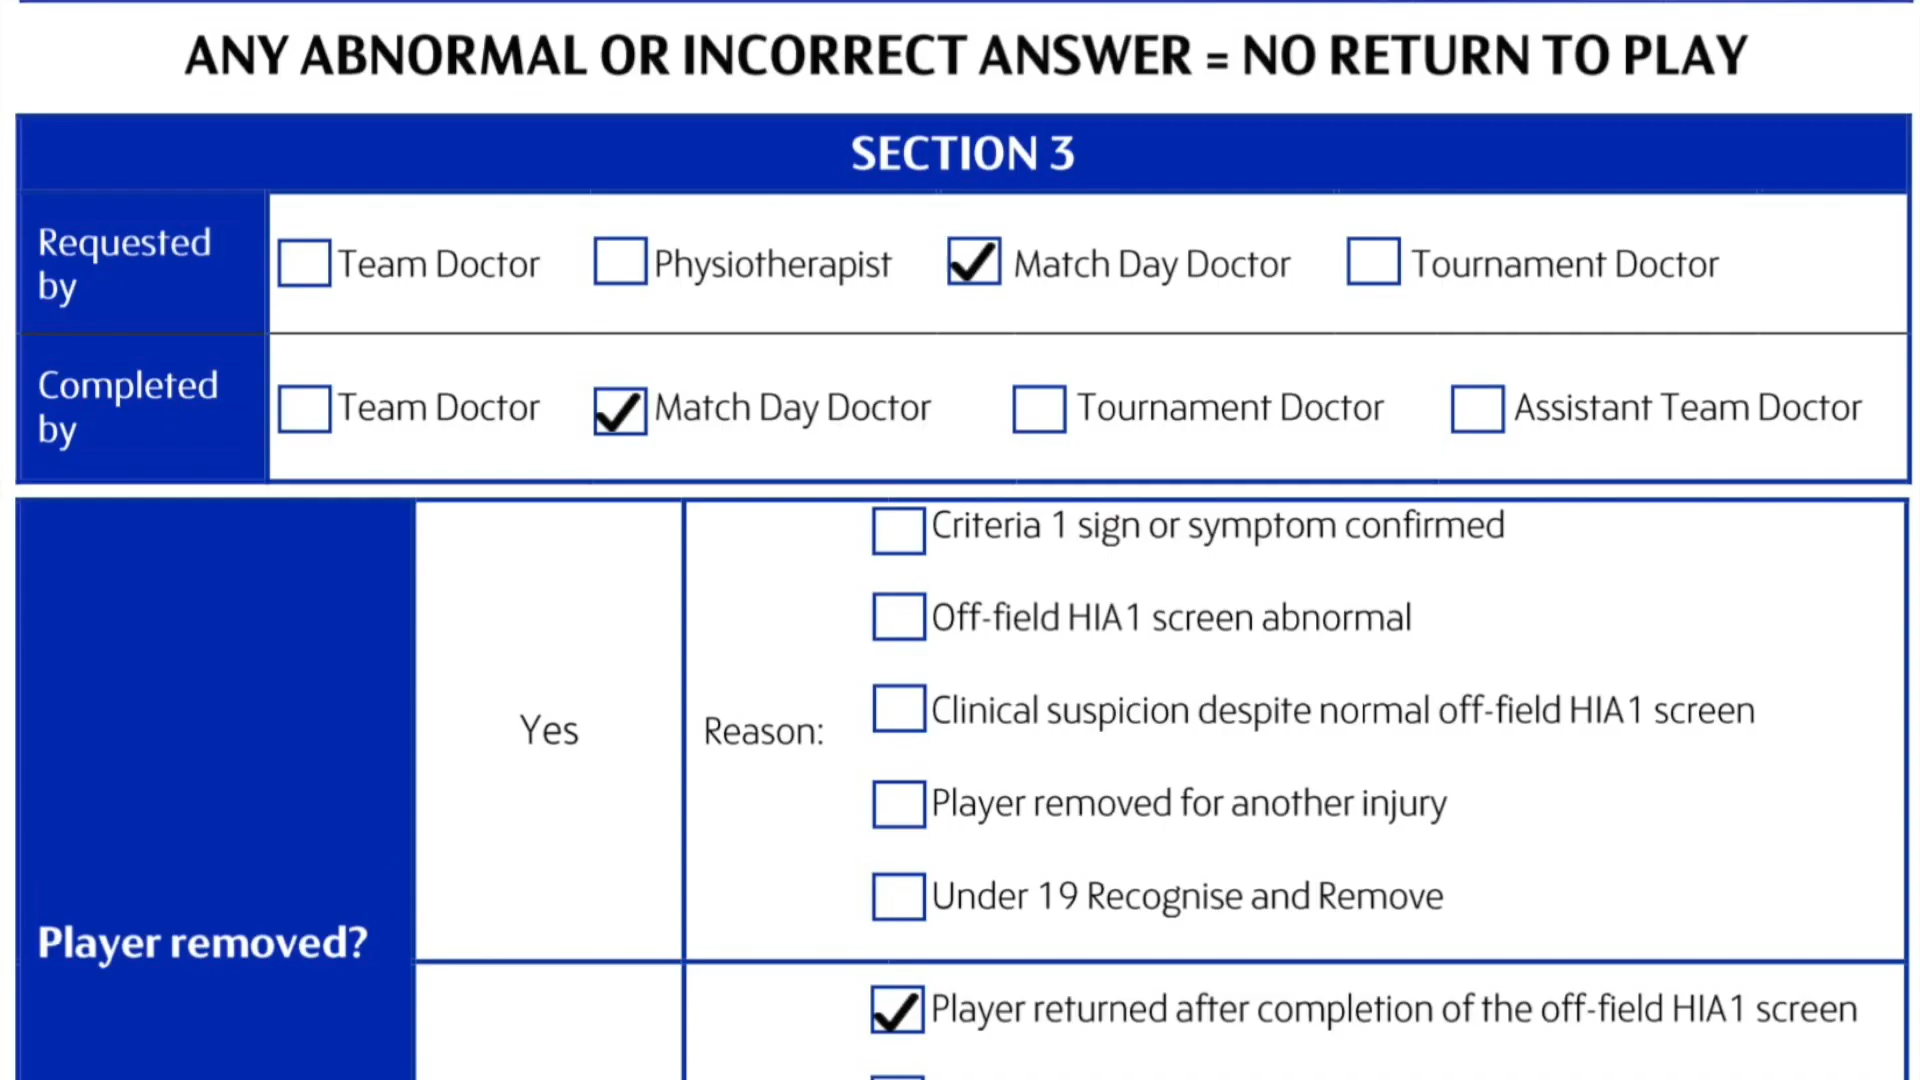 ANY ABNORMAL OR INCORRECT ANSWER = NO RETURN TO PLAY
SECTION 3
Requested
by
Team Doctor Physiotherapist Match Day Doctor Tournament Doctor
Completed
by
Team Doctor Match Day Doctor Tournament Doctor Assistant Team Doctor
Player removed?
Yes
Reason:
Criteria 1 sign or symptom confirmed
Off-field HIA1 screen abnormal
Clinical suspicion despite normal off-field HIA1 screen
Player removed for another injury
Under 19 Recognise and Remove
Player returned after completion of the off-field HIA1 screen